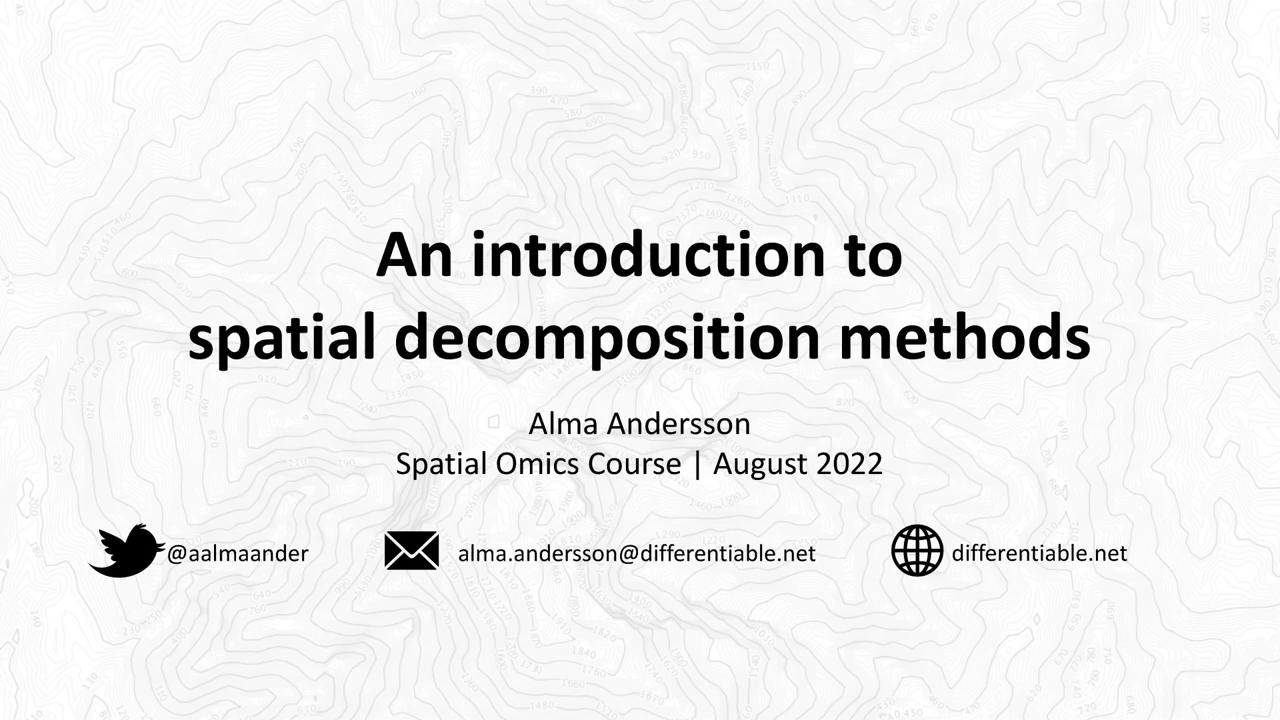 An introduction to
spatial decomposition methods
Alma Andersson
Spatial Omics Course | August 2022
@aalmaander
alma.andersson@differentiable.net
differentiable.net